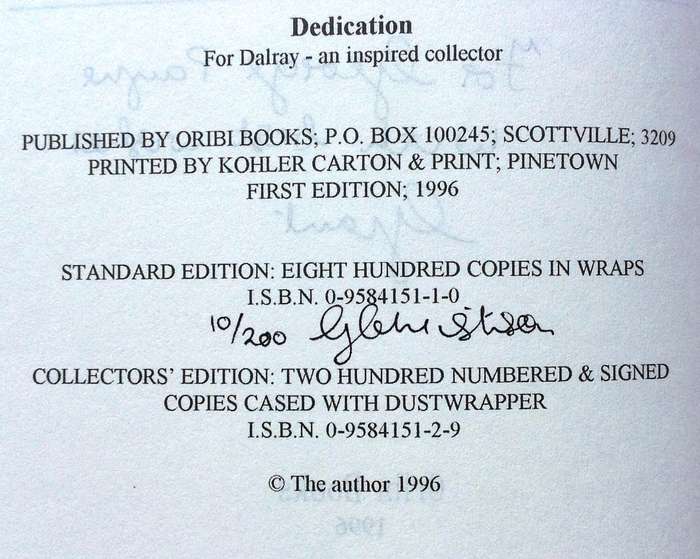 Dedication
For Dalray - an inspired collector
PUBLISHED BY ORIBI BOOKS; P.O. BOX 100245; SCOTTVILLE; 3209
PRINTED BY KOHLER CARTON & PRINT; PINETOWN
FIRST EDITION; 1996
STANDARD EDITION: EIGHT HUNDRED COPIES IN WRAPS
I.S.B.N. 0-9584151-1-0
10/200
COLLECTORS' EDITION: TWO HUNDRED NUMBERED & SIGNED
COPIES CASED WITH DUSTWRAPPER
I.S.B.N. 0-9584151-2-9
© The author 1996